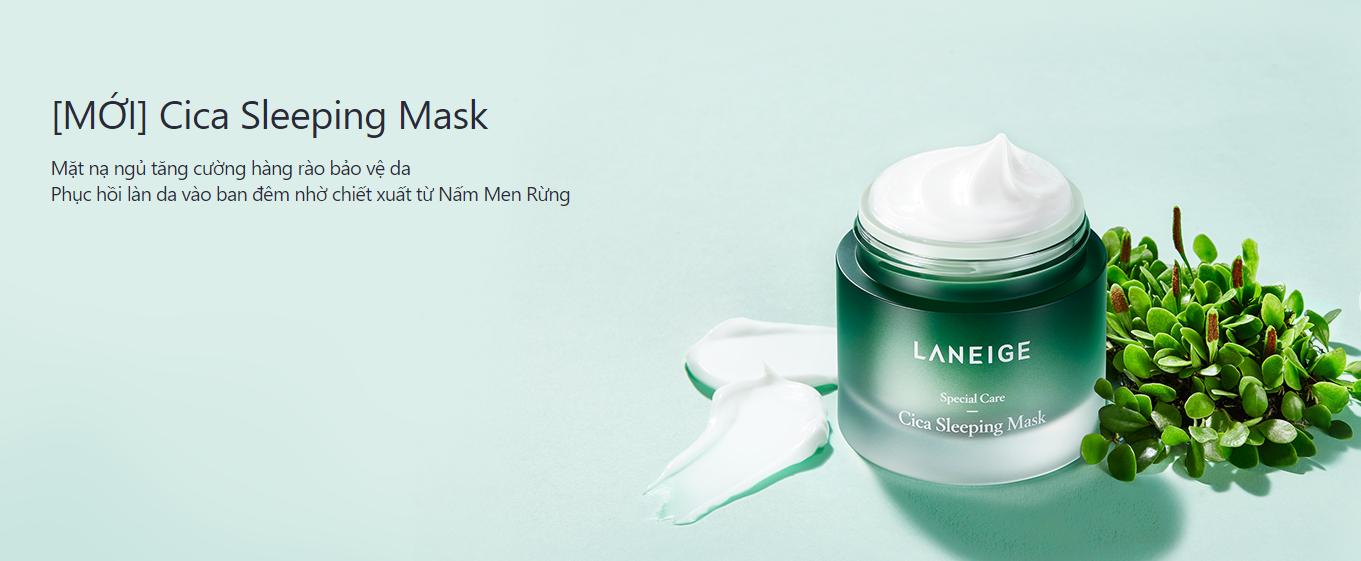 [MỚI] Cica Sleeping Mask
Mặt nạ ngủ tăng cường hàng rào bảo vệ da
Phục hồi làn da vào ban đêm nhờ chiết xuất từ Nấm Men Rừng
LANEIGE
Special Care
Cica Sleeping Mask